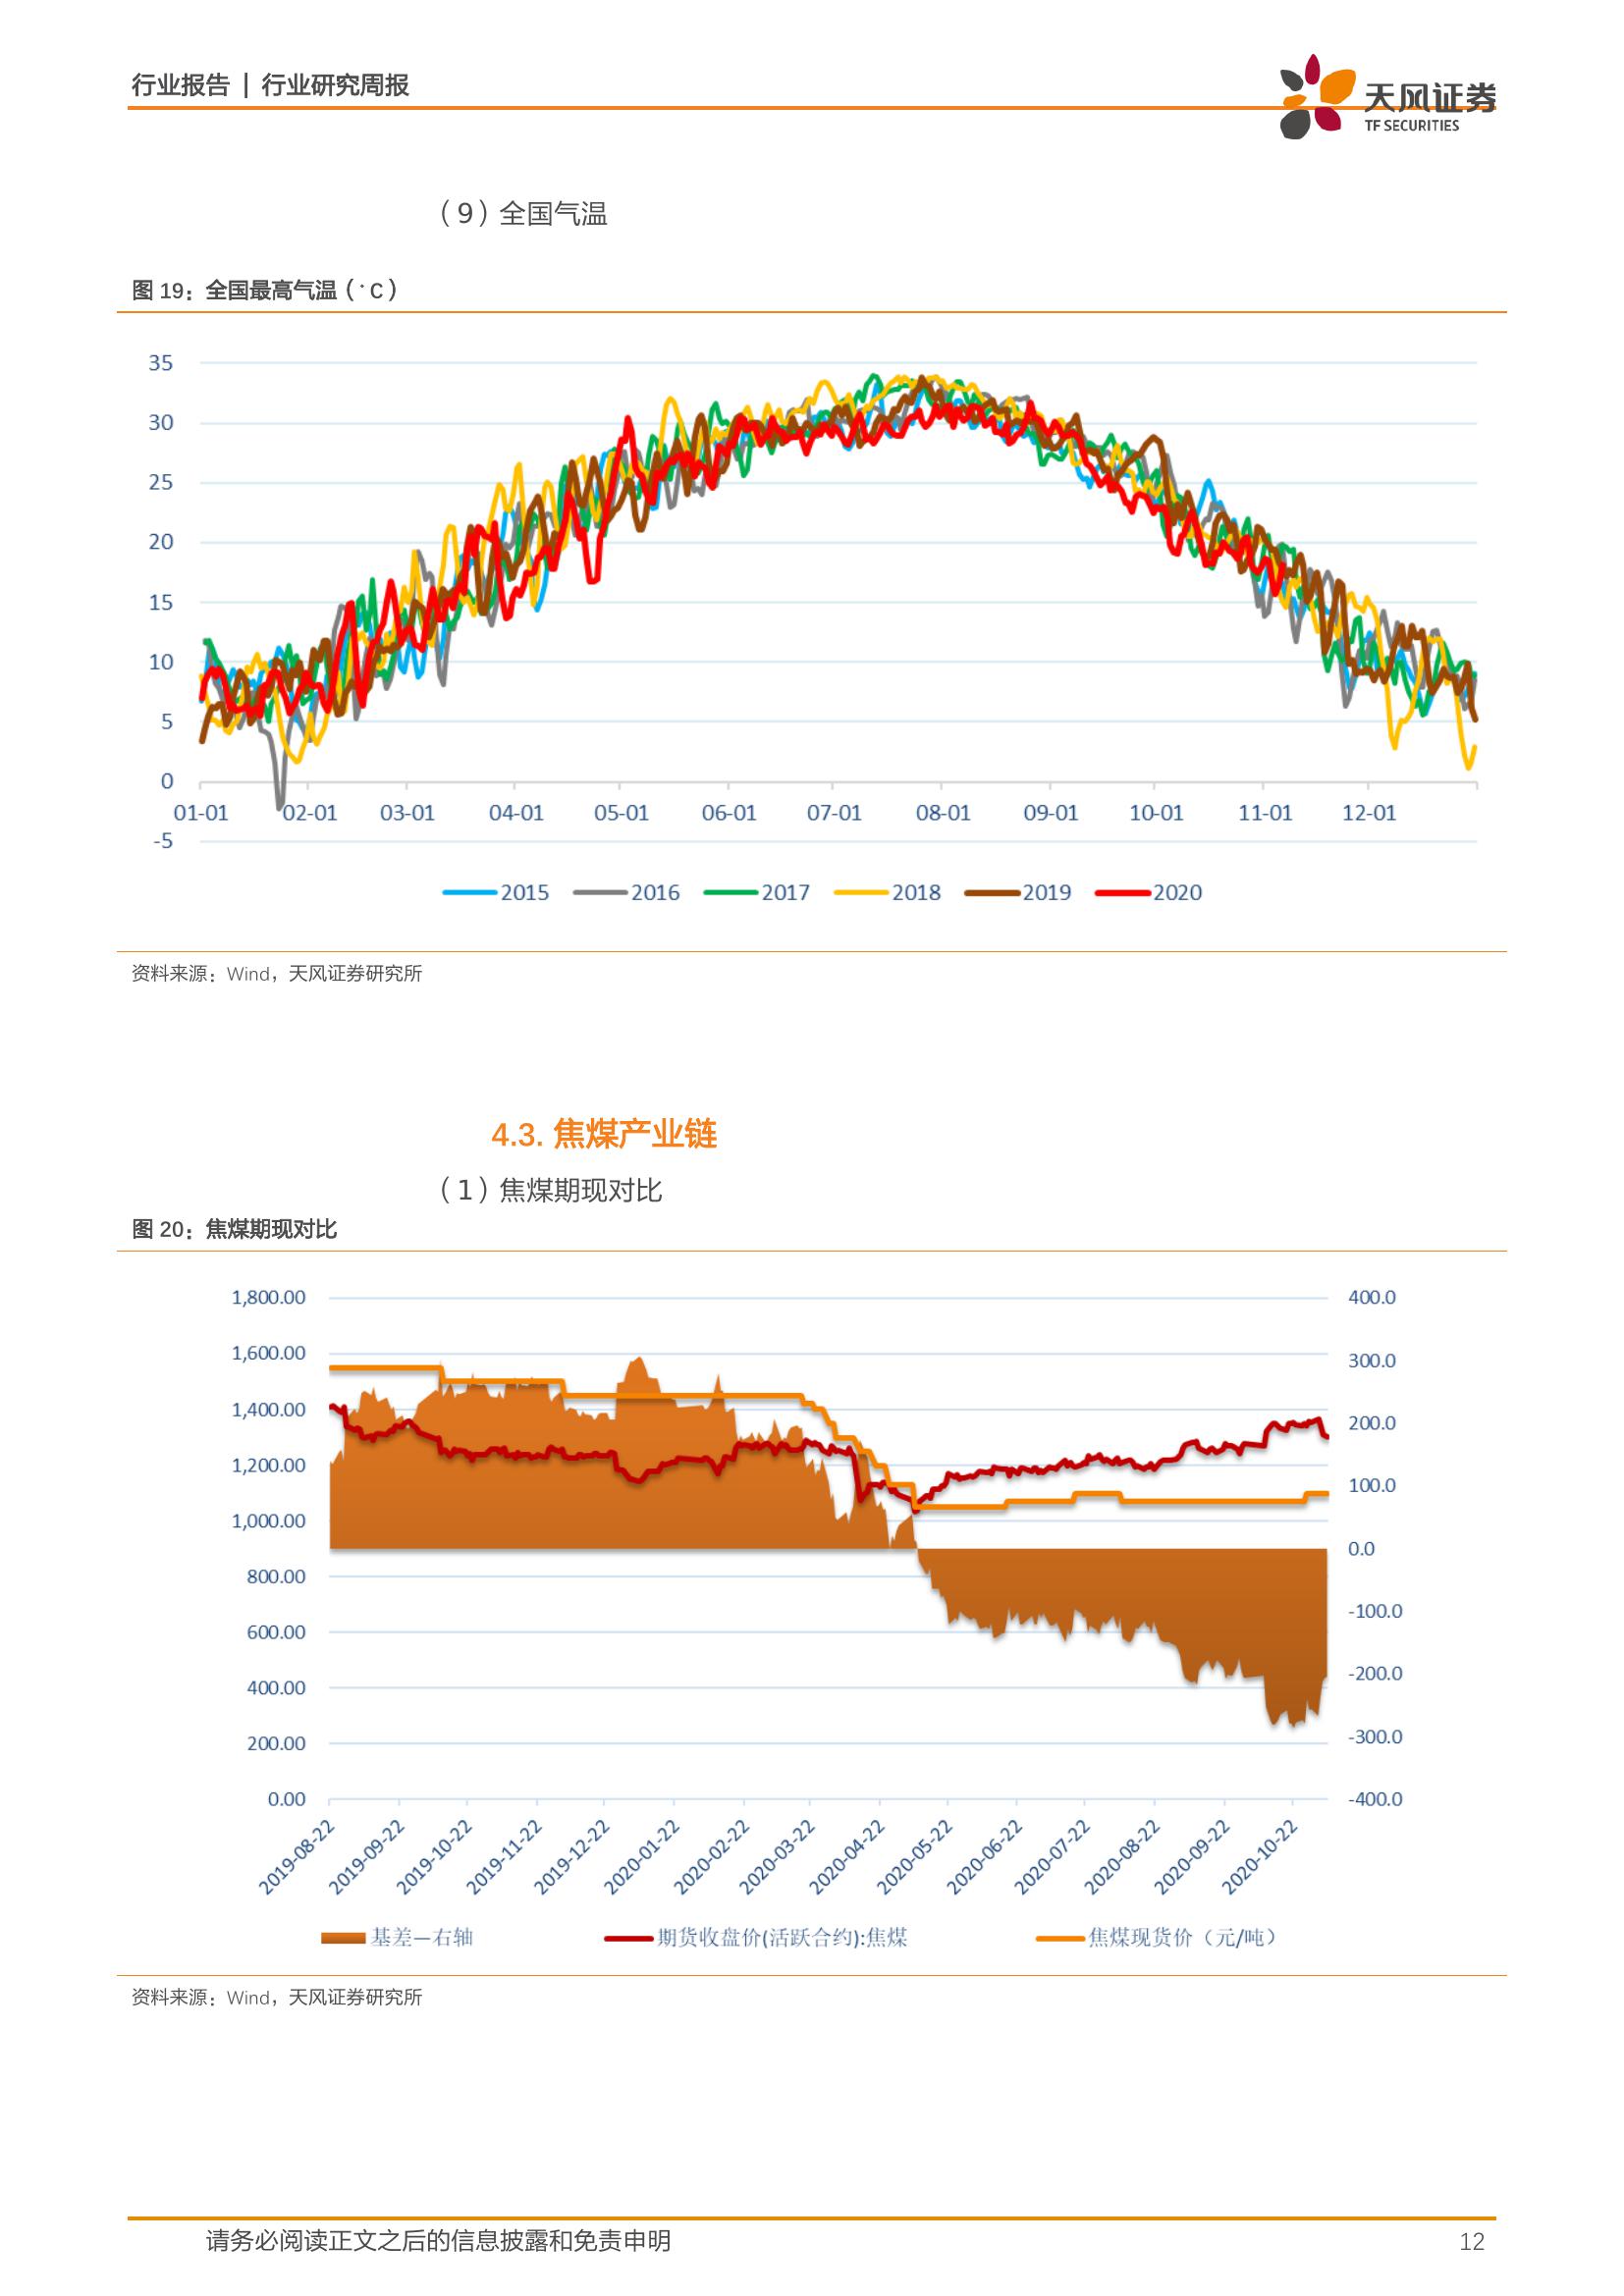 行业报告 | 行业研究周报
天风证券
TF SECURITIES
（9）全国气温
图 19：全国最高气温（˙C）
35
30
25
20
15
10
5
0
01-01 02-01 03-01 04-01 05-01 06-01 07-01 08-01 09-01 10-01 11-01 12-01
-5
2015 2016 2017 2018 2019 2020
资料来源：Wind，天风证券研究所
4.3. 焦煤产业链
（1）焦煤期现对比
图 20：焦煤期现对比
1,800.00 400.0
1,600.00 300.0
1,400.00 200.0
1,200.00 100.0
1,000.00 0.0
800.00 -100.0
600.00 -200.0
400.00 -300.0
200.00 -400.0
0.00
2019-08-22 2019-09-22 2019-10-22 2019-11-22 2019-12-22 2020-01-22 2020-02-22 2020-03-22 2020-04-22 2020-05-22 2020-06-22 2020-07-22 2020-08-22 2020-09-22 2020-10-22
基差—右轴 期货收盘价(活跃合约):焦煤 焦煤现货价（元/吨）
资料来源：Wind，天风证券研究所
请务必阅读正文之后的信息披露和免责申明 12